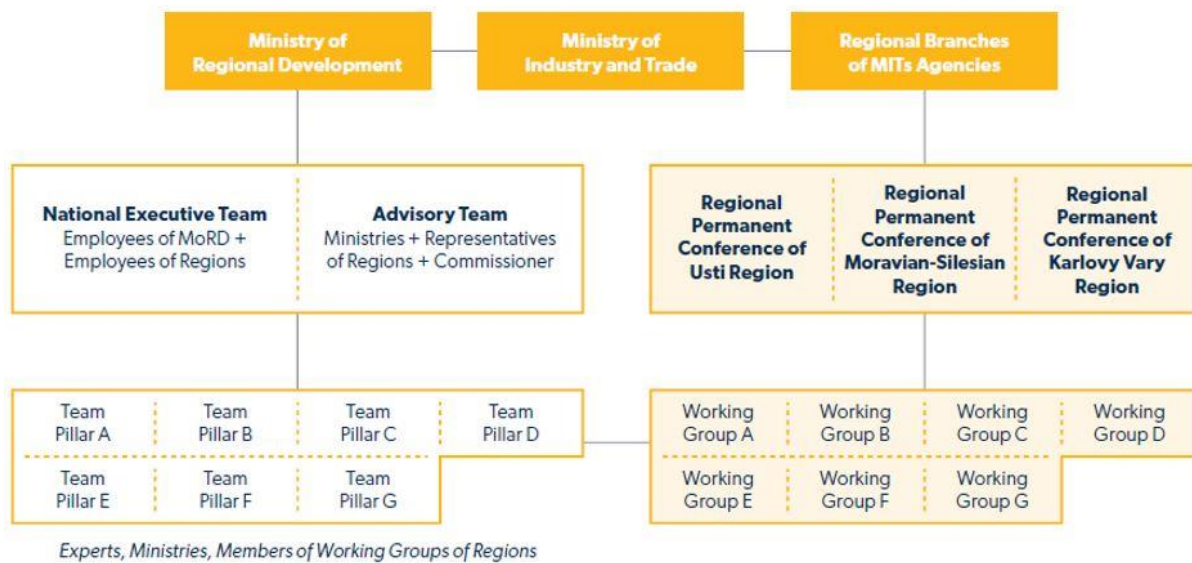 Ministry of
Regional Development
Ministry of
Industry and Trade
Regional Branches
of MITs Agencies
National Executive Team
Employees of MoRD +
Employees of Regions
Advisory Team
Ministries + Representatives
of Regions + Commissioner
Regional
Permanent
Conference of
Usti Region
Regional
Permanent
Conference of
Moravian-Silesian
Region
Regional
Permanent
Conference of
Karlovy Vary
Region
Team
Pillar A
Team
Pillar B
Team
Pillar C
Team
Pillar D
Team
Pillar E
Team
Pillar F
Team
Pillar G
Working
Group A
Working
Group B
Working
Group C
Working
Group D
Working
Group E
Working
Group F
Working
Group G
Experts, Ministries, Members of Working Groups of Regions